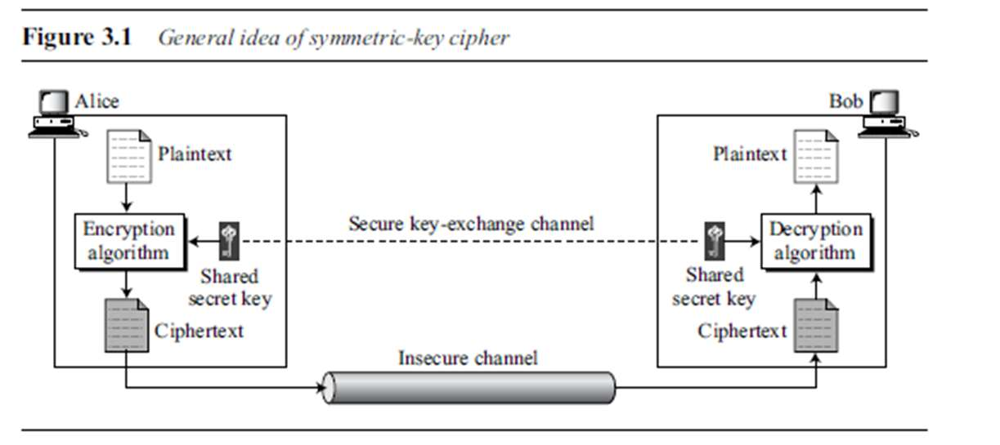 Figure 3.1 General idea of symmetric-key cipher
Alice
Bob
Plaintext
Plaintext
Encryption
algorithm
Secure key-exchange channel
Decryption
algorithm
Shared
secret key
Shared
secret key
Ciphertext
Ciphertext
Insecure channel